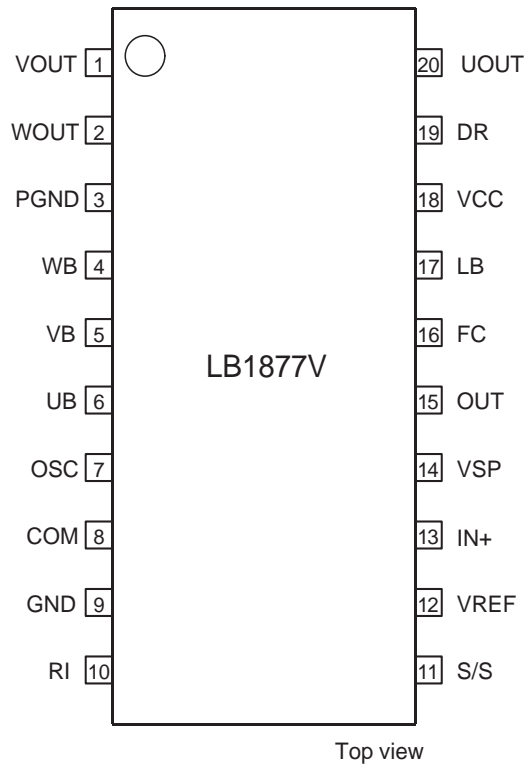 VOUT 1 20 UOUT
WOUT 2 19 DR
PGND 3 18 VCC
WB 4 17 LB
VB 5 16 FC
LB1877V
UB 6 15 OUT
OSC 7 14 VSP
COM 8 13 IN+
GND 9 12 VREF
RI 10 11 S/S
Top view